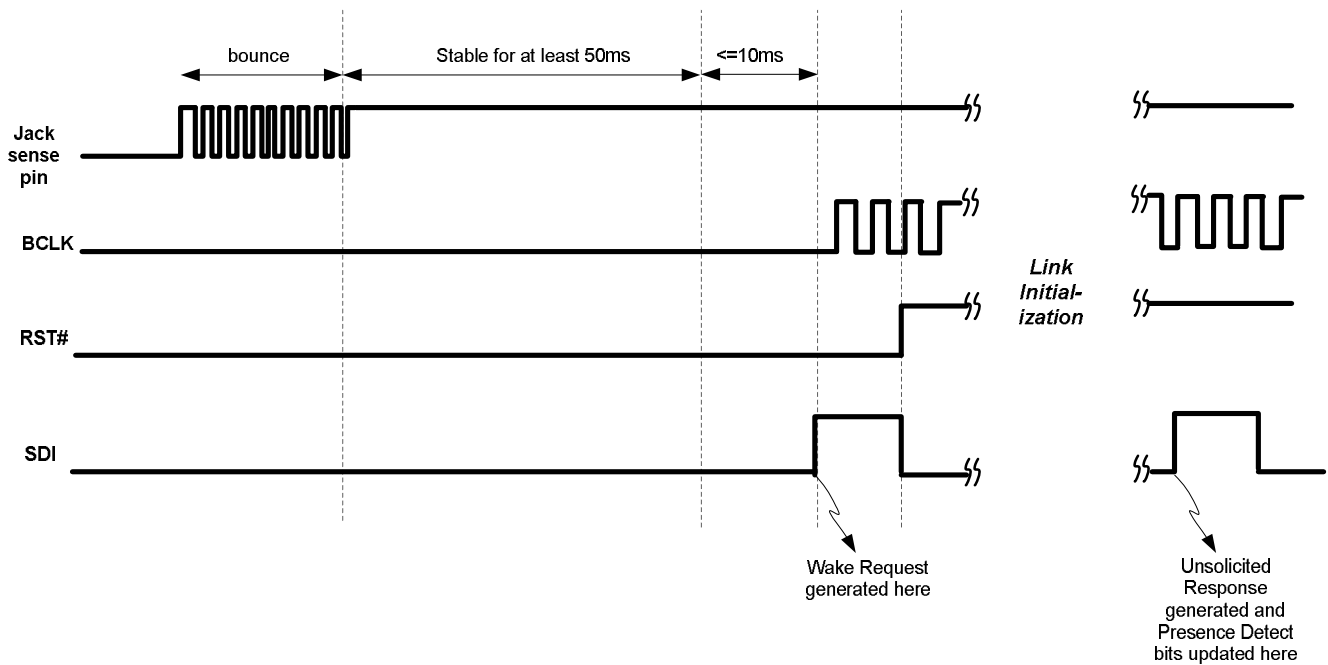 bounce
Stable for at least 50ms
<=10ms
Jack
sense
pin
BCLK
Link
Initial-
ization
RST#
SDI
Wake Request
generated here
Unsolicited
Response
generated and
Presence Detect
bits updated here